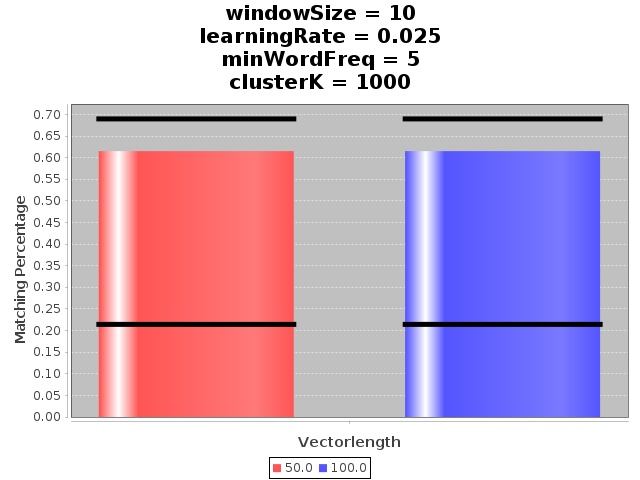 windowSize = 10
learningRate = 0.025
minWordFreq = 5
clusterK = 1000
0.70
0.65
0.60
0.55
0.50
0.45
0.40
0.35
0.30
0.25
0.20
0.15
0.10
0.05
0.00
Matching Percentage
Vectorlength
50.0 100.0